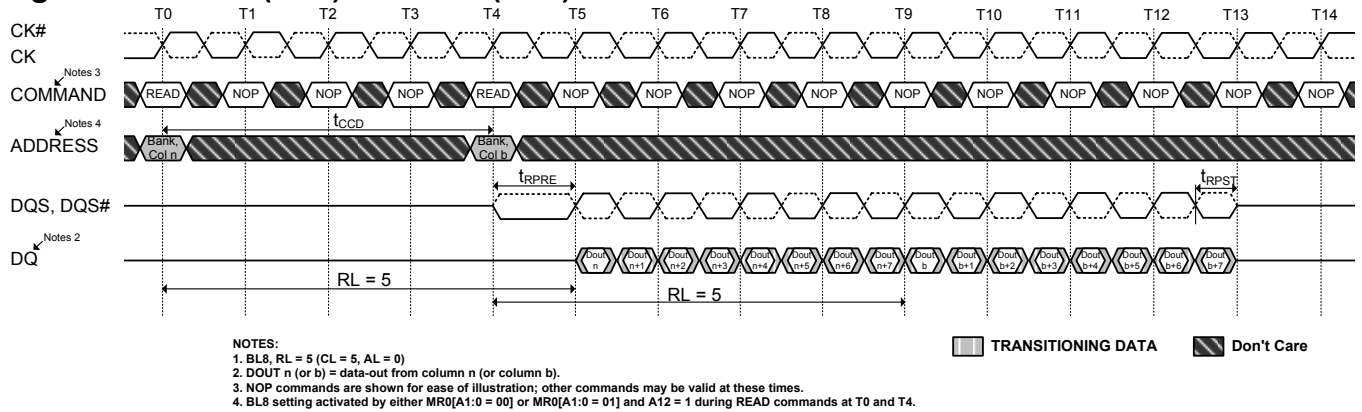 T0 T1 T2 T3 T4 T5 T6 T7 T8 T9 T10 T11 T12 T13 T14
CK#
CK
Notes 3
COMMAND READ NOP NOP NOP READ NOP NOP NOP NOP NOP NOP NOP NOP NOP NOP
tCCD
Notes 4
ADDRESS Bank, Col n Bank, Col b
tRPRE tRPST
DQS, DQS#
Notes 2
DQ Dout n Dout n+1 Dout n+2 Dout n+3 Dout n+4 Dout n+5 Dout n+6 Dout n+7 Dout b Dout b+1 Dout b+2 Dout b+3 Dout b+4 Dout b+5 Dout b+6 Dout b+7
RL = 5
RL = 5
NOTES:
1. BL8, RL = 5 (CL = 5, AL = 0)
2. DOUT n (or b) = data-out from column n (or column b).
3. NOP commands are shown for ease of illustration; other commands may be valid at these times.
4. BL8 setting activated by either MR0[A1:0 = 00] or MR0[A1:0 = 01] and A12 = 1 during READ commands at T0 and T4.
TRANSITIONING DATA Don't Care